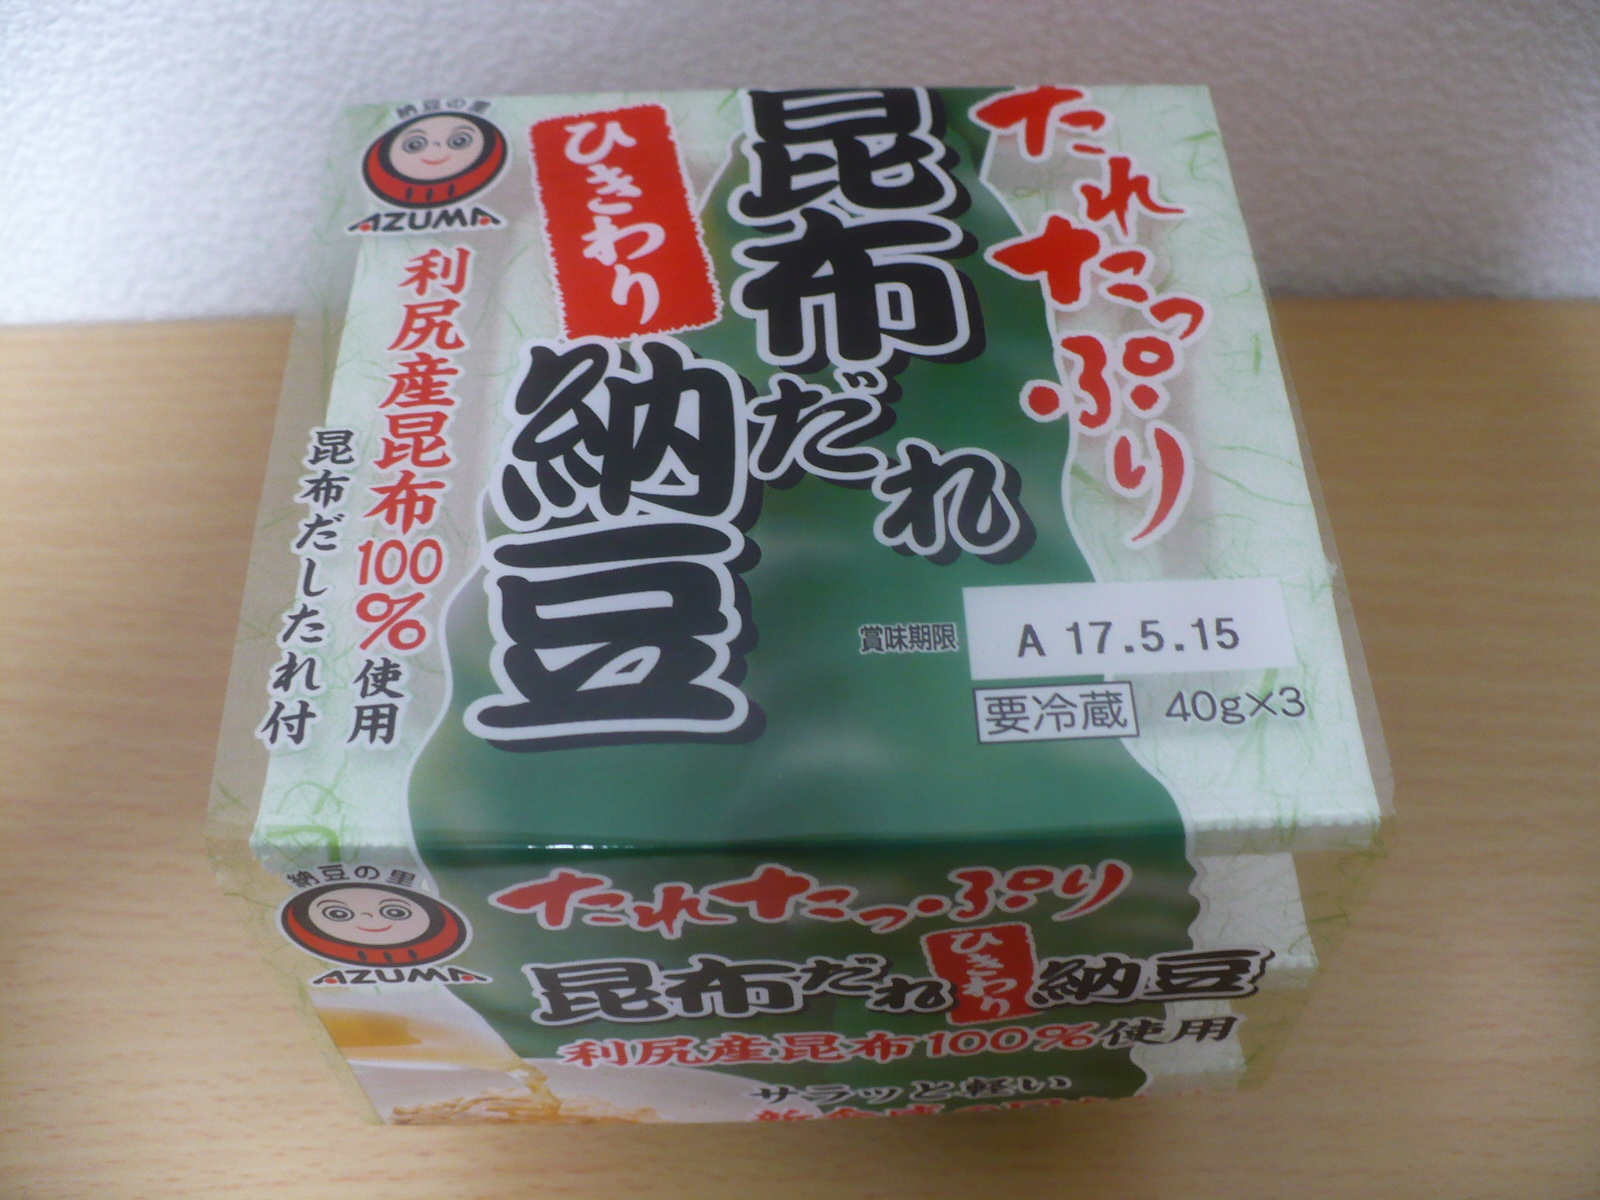 たれたっぷり
昆布だれ
ひきわり
納豆
納豆の里
AZUMA
利尻産昆布100%使用
昆布だしたれ付
賞味期限
A 17.5.15
要冷蔵 40g×3
納豆の里
AZUMA
たれたっぷり
昆布だれひきわり納豆
利尻産昆布100%使用
サラッと軽い